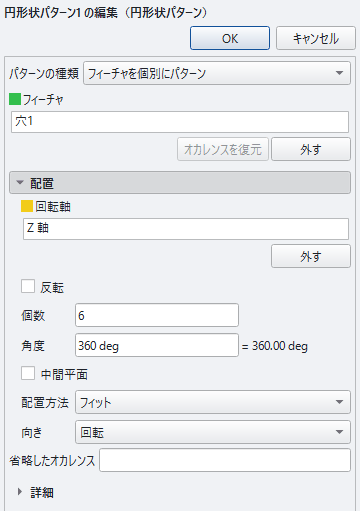 円形状パターン1 の編集（円形状パターン）
OK キャンセル
パターンの種類 フィーチャを個別にパターン
フィーチャ
穴1
オカレンスを復元 外す
配置
回転軸
Z 軸
外す
反転
個数 6
角度 360 deg = 360.00 deg
中間平面
配置方法 フィット
向き 回転
省略したオカレンス
詳細